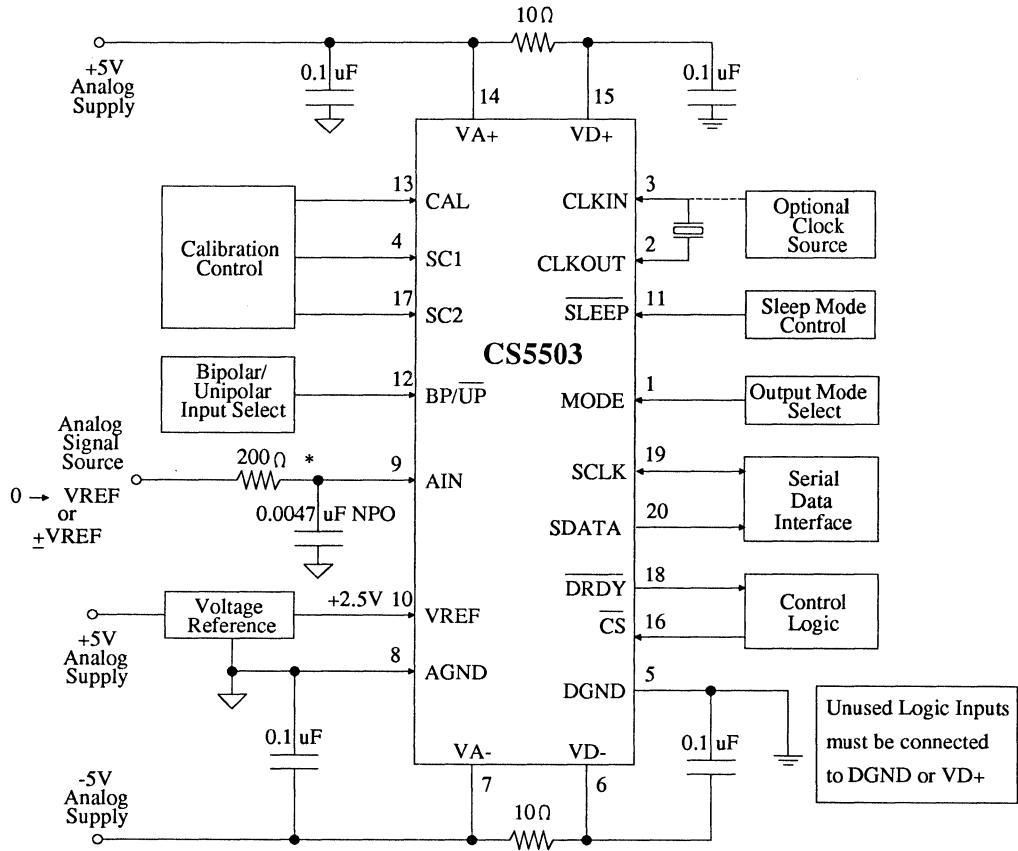 10Ω
+5V
Analog
Supply
0.1 uF
14
15
0.1 uF
VA+
VD+
Calibration
Control
13
CAL
4
SC1
17
SC2
3
CLKIN
2
CLKOUT
Optional
Clock
Source
11
SLEEP
Sleep Mode
Control
CS5503
Bipolar/
Unipolar
Input Select
12
BP/UP
1
MODE
Output Mode
Select
Analog
Signal
Source
200Ω
*
9
AIN
0 → VREF
or
±VREF
0.0047 uF NPO
19
SCLK
20
SDATA
Serial
Data
Interface
18
DRDY
16
CS
Control
Logic
Voltage
Reference
+2.5V
10
VREF
+5V
Analog
Supply
8
AGND
5
DGND
Unused Logic Inputs
must be connected
to DGND or VD+
0.1 uF
0.1 uF
VA-
VD-
7
6
-5V
Analog
Supply
10Ω